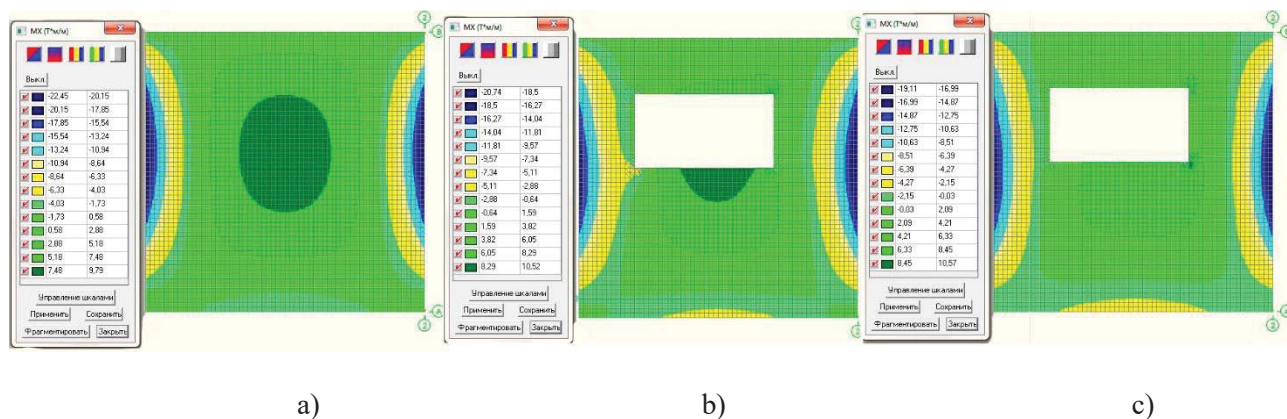 MX (Т*м/м)
Выкл.
-22,45 -20,15
-20,15 -17,85
-17,85 -15,54
-15,54 -13,24
-13,24 -10,94
-10,94 -8,64
-8,64 -6,33
-6,33 -4,03
-4,03 -1,73
-1,73 0,58
0,58 2,88
2,88 5,18
5,18 7,48
7,48 9,79
Управление шкалами
Применить Сохранить
Фрагментировать Закрыть
2
В
А
2
MX (Т*м/м)
Выкл.
-20,74 -18,5
-18,5 -16,27
-16,27 -14,04
-14,04 -11,81
-11,81 -9,57
-9,57 -7,34
-7,34 -5,11
-5,11 -2,88
-2,88 -0,64
-0,64 1,59
1,59 3,82
3,82 6,05
6,05 8,29
8,29 10,52
Управление шкалами
Применить Сохранить
Фрагментировать Закрыть
2
В
А
2
MX (Т*м/м)
Выкл.
-19,11 -16,99
-16,99 -14,87
-14,87 -12,75
-12,75 -10,63
-10,63 -8,51
-8,51 -6,39
-6,39 -4,27
-4,27 -2,15
-2,15 -0,03
-0,03 2,09
2,09 4,21
4,21 6,33
6,33 8,45
8,45 10,57
Управление шкалами
Применить Сохранить
Фрагментировать Закрыть
2
2
a) b) c)